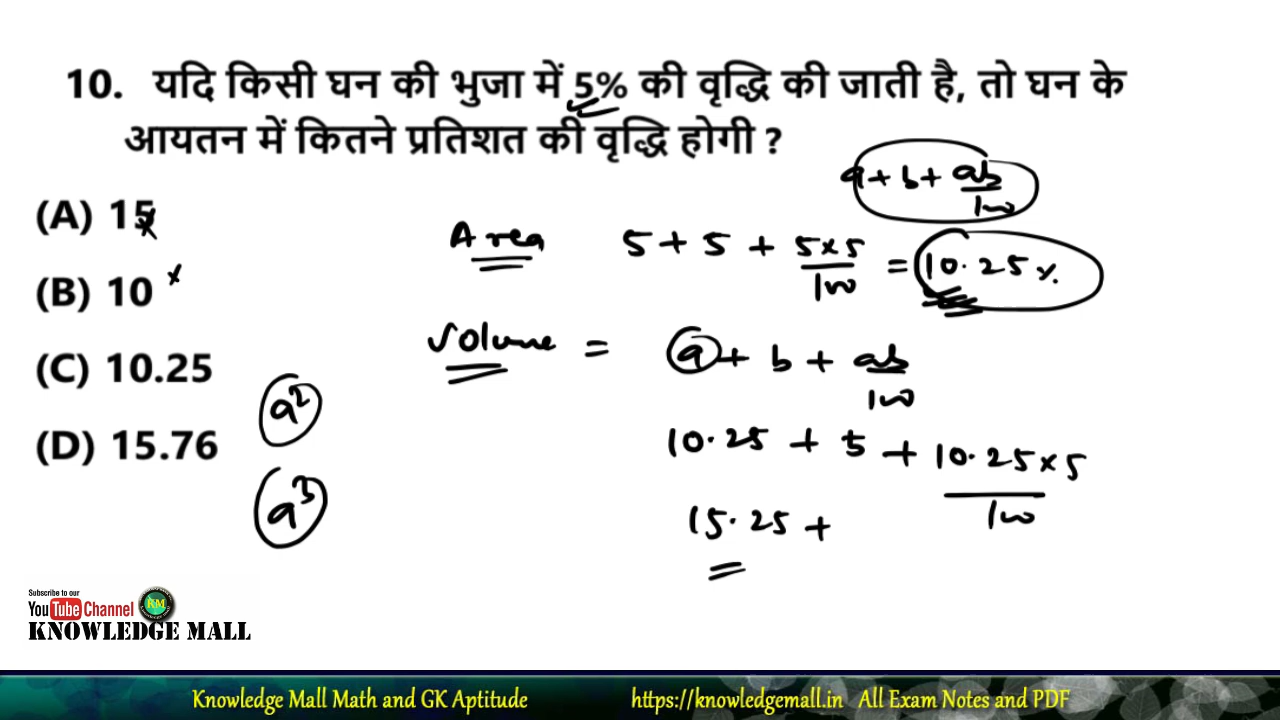 10. यदि किसी घन की भुजा में 5% की वृद्धि की जाती है, तो घन के
आयतन में कितने प्रतिशत की वृद्धि होगी ?
a + b + ab/100
(A) 15 x
Area 5 + 5 + 5×5/100 = 10.25%
(B) 10 x
Volume = a + b + ab/100
(C) 10.25
a²
10.25 + 5 + 10.25×5/100
(D) 15.76
a³
15.25 +
Subscribe to our
YouTube Channel RM
KNOWLEDGE MALL
Knowledge Mall Math and GK Aptitude https://knowledgemall.in All Exam Notes and PDF